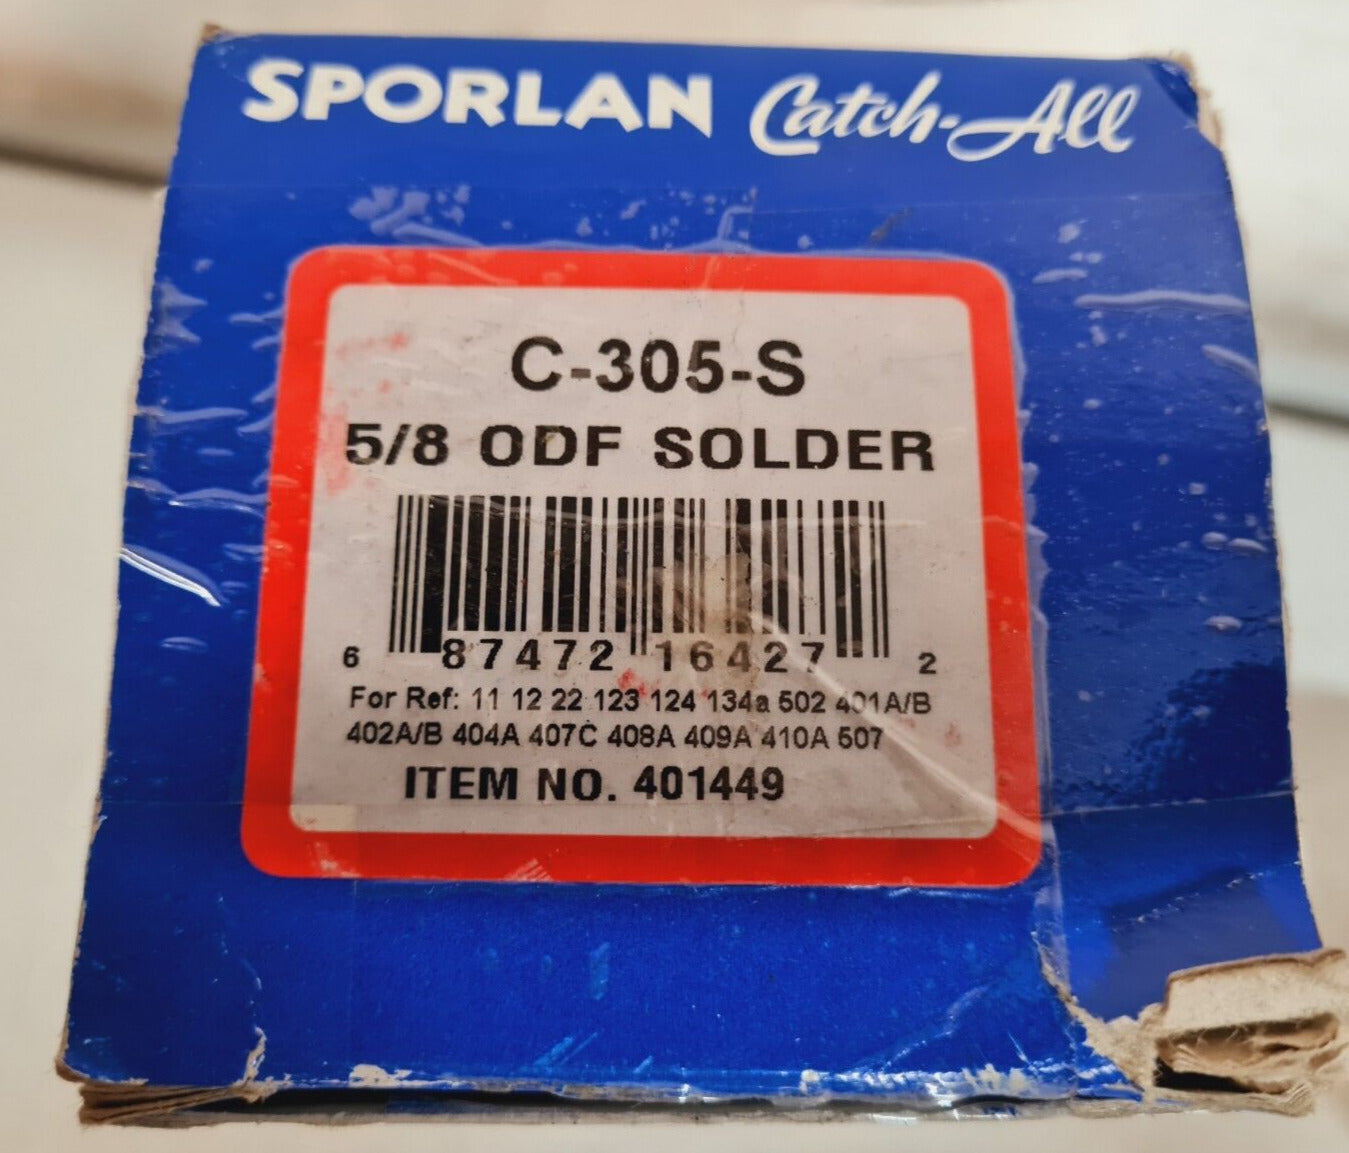 SPORLAN Catch-All
C-305-S
5/8 ODF SOLDER
6 87472 16427 2
For Ref: 11 12 22 123 124 134a 502 401A/B
402A/B 404A 407C 408A 409A 410A 507
ITEM NO. 401449